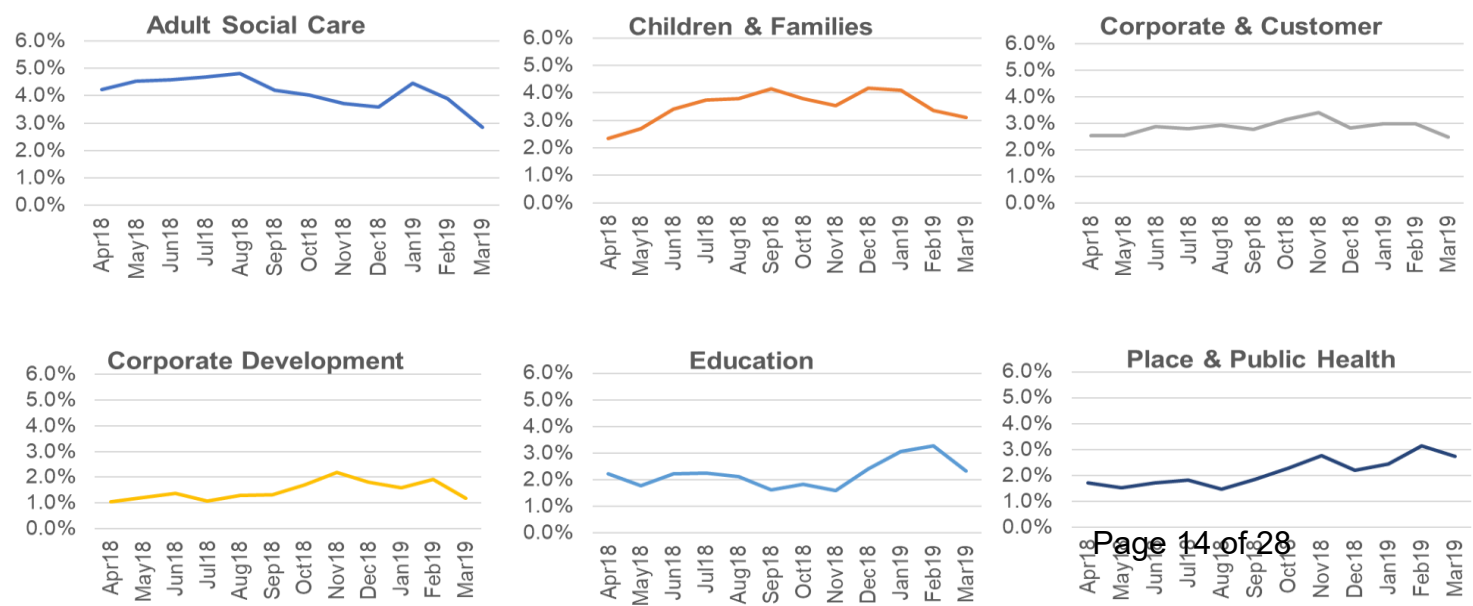 Adult Social Care
6.0%
5.0%
4.0%
3.0%
2.0%
1.0%
0.0%
Apr18
May18
Jun18
Jul18
Aug18
Sep18
Oct18
Nov18
Dec18
Jan19
Feb19
Mar19
Children & Families
6.0%
5.0%
4.0%
3.0%
2.0%
1.0%
0.0%
Apr18
May18
Jun18
Jul18
Aug18
Sep18
Oct18
Nov18
Dec18
Jan19
Feb19
Mar19
Corporate & Customer
6.0%
5.0%
4.0%
3.0%
2.0%
1.0%
0.0%
Apr18
May18
Jun18
Jul18
Aug18
Sep18
Oct18
Nov18
Dec18
Jan19
Feb19
Mar19
Corporate Development
6.0%
5.0%
4.0%
3.0%
2.0%
1.0%
0.0%
Apr18
May18
Jun18
Jul18
Aug18
Sep18
Oct18
Nov18
Dec18
Jan19
Feb19
Mar19
Education
6.0%
5.0%
4.0%
3.0%
2.0%
1.0%
0.0%
Apr18
May18
Jun18
Jul18
Aug18
Sep18
Oct18
Nov18
Dec18
Jan19
Feb19
Mar19
Place & Public Health
6.0%
5.0%
4.0%
3.0%
2.0%
1.0%
0.0%
Apr18
May18
Jun18
Jul18
Aug18
Sep18
Oct18
Nov18
Dec18
Jan19
Feb19
Mar19
Page 14 of 28